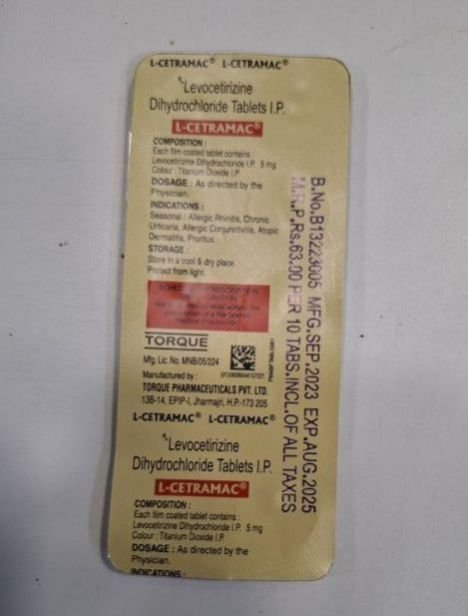 L-CETRAMAC® L-CETRAMAC®
Levocetirizine
Dihydrochloride Tablets I.P.
L-CETRAMAC®
COMPOSITION :
Each film coated tablet contains :
Levocetirizine Dihydrochloride I.P. 5 mg
Colour : Titanium Dioxide I.P.
DOSAGE : As directed by the
Physician.
INDICATIONS :
Seasonal / Allergic Rhinitis, Chronic
Urticaria, Allergic Conjunctivitis, Atopic
Dermatitis, Pruritus.
STORAGE :
Store in a cool & dry place.
Protect from light.
TORQUE
Mfg. Lic. No. MNB/05/224
Manufactured by :
TORQUE PHARMACEUTICALS PVT. LTD.
13B-14, EPIP-I, Jharmajri, H.P.-173 205
L-CETRAMAC® L-CETRAMAC®
Levocetirizine
Dihydrochloride Tablets I.P.
L-CETRAMAC®
COMPOSITION :
Each film coated tablet contains :
Levocetirizine Dihydrochloride I.P. 5 mg
Colour : Titanium Dioxide I.P.
DOSAGE : As directed by the
Physician.
INDICATIONS :
B.No.B13223005 MFG.SEP.2023 EXP.AUG.2025
M.R.P.Rs.63.00 PER 10 TABS.INCL.OF ALL TAXES